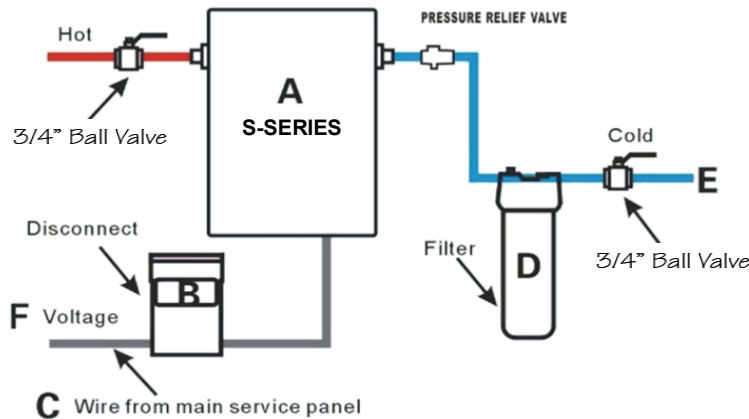 PRESSURE RELIEF VALVE
Hot
A
S-SERIES
3/4” Ball Valve
Cold
E
Disconnect
Filter
D
3/4” Ball Valve
B
F Voltage
C Wire from main service panel